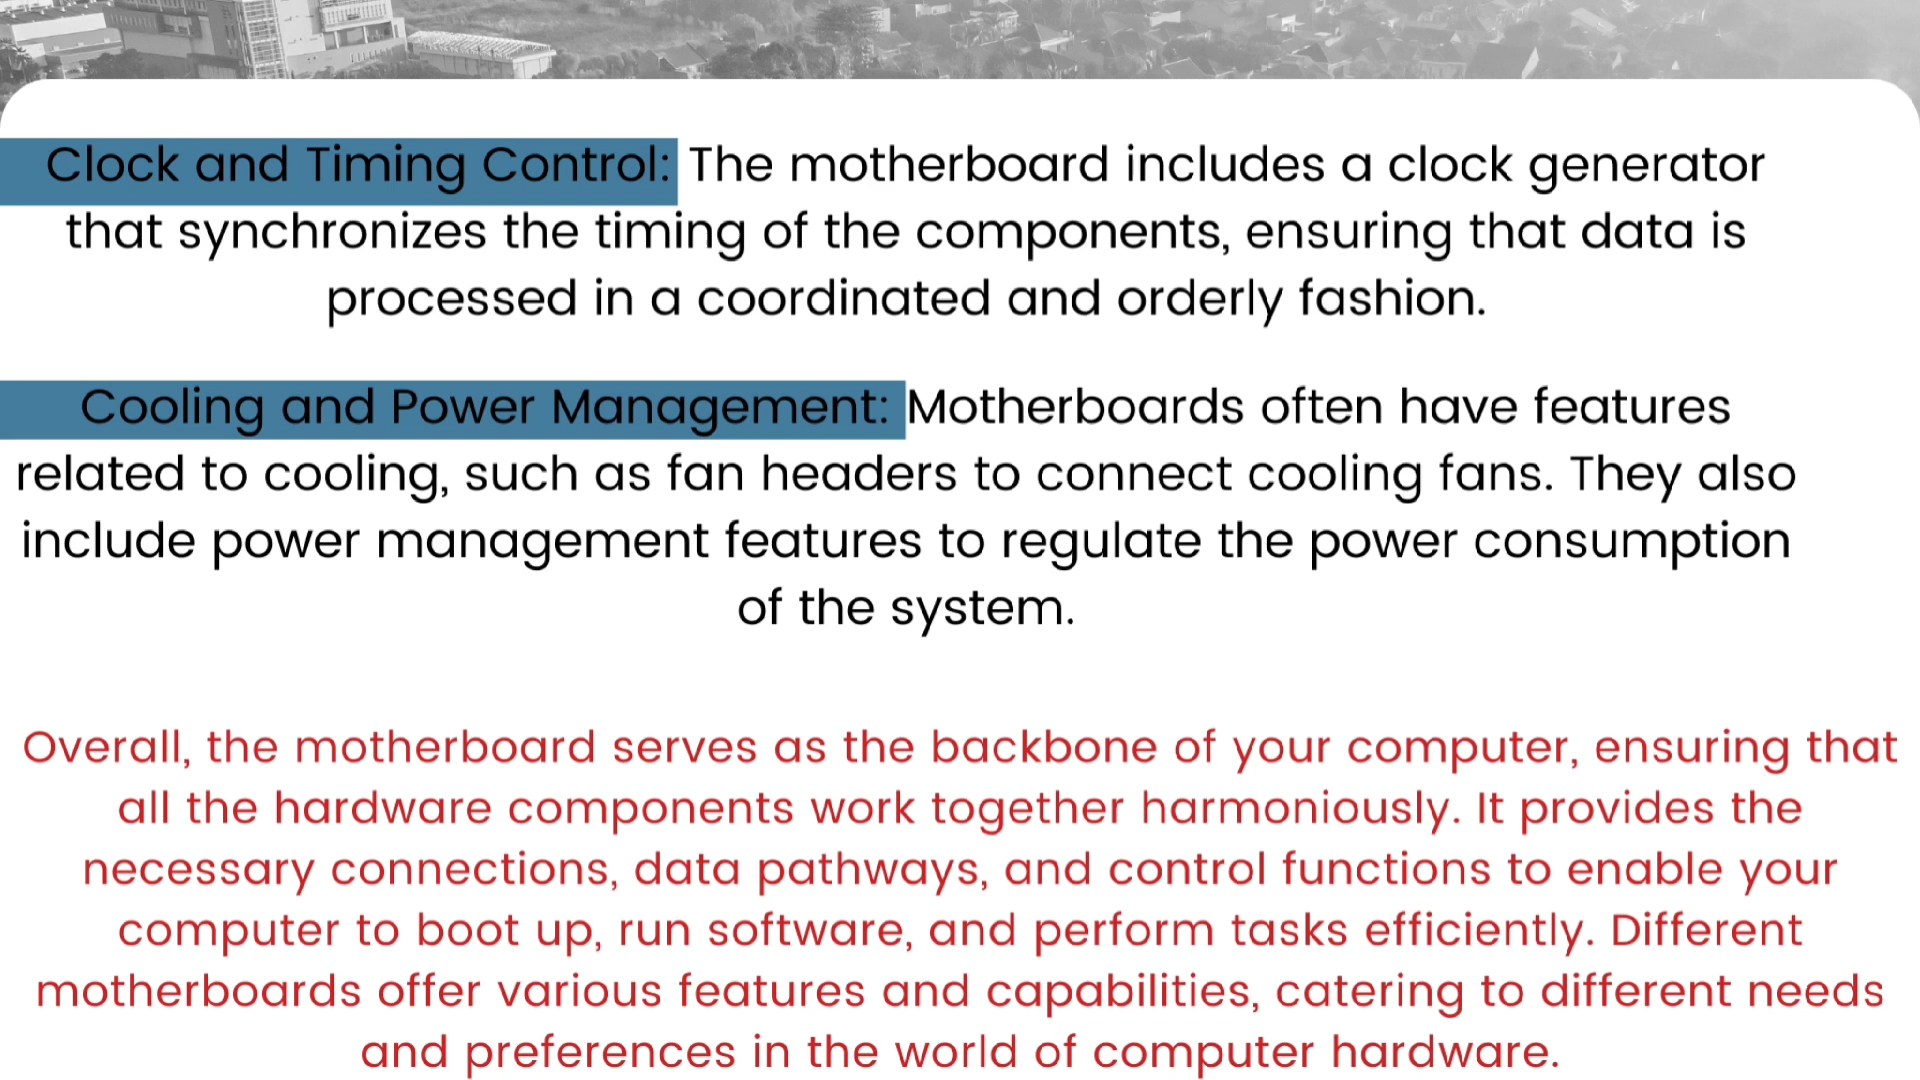 Clock and Timing Control: The motherboard includes a clock generator
that synchronizes the timing of the components, ensuring that data is
processed in a coordinated and orderly fashion.
Cooling and Power Management: Motherboards often have features
related to cooling, such as fan headers to connect cooling fans. They also
include power management features to regulate the power consumption
of the system.
Overall, the motherboard serves as the backbone of your computer, ensuring that
all the hardware components work together harmoniously. It provides the
necessary connections, data pathways, and control functions to enable your
computer to boot up, run software, and perform tasks efficiently. Different
motherboards offer various features and capabilities, catering to different needs
and preferences in the world of computer hardware.